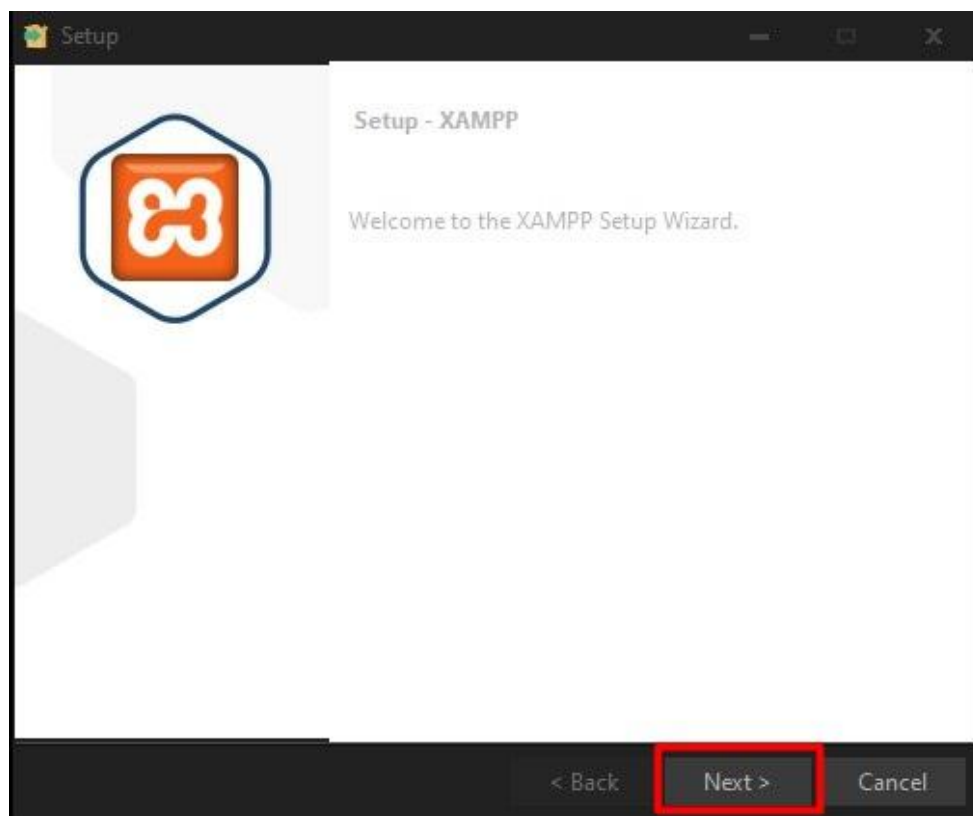 Setup
Setup - XAMPP
Welcome to the XAMPP Setup Wizard.
< Back
Next >
Cancel